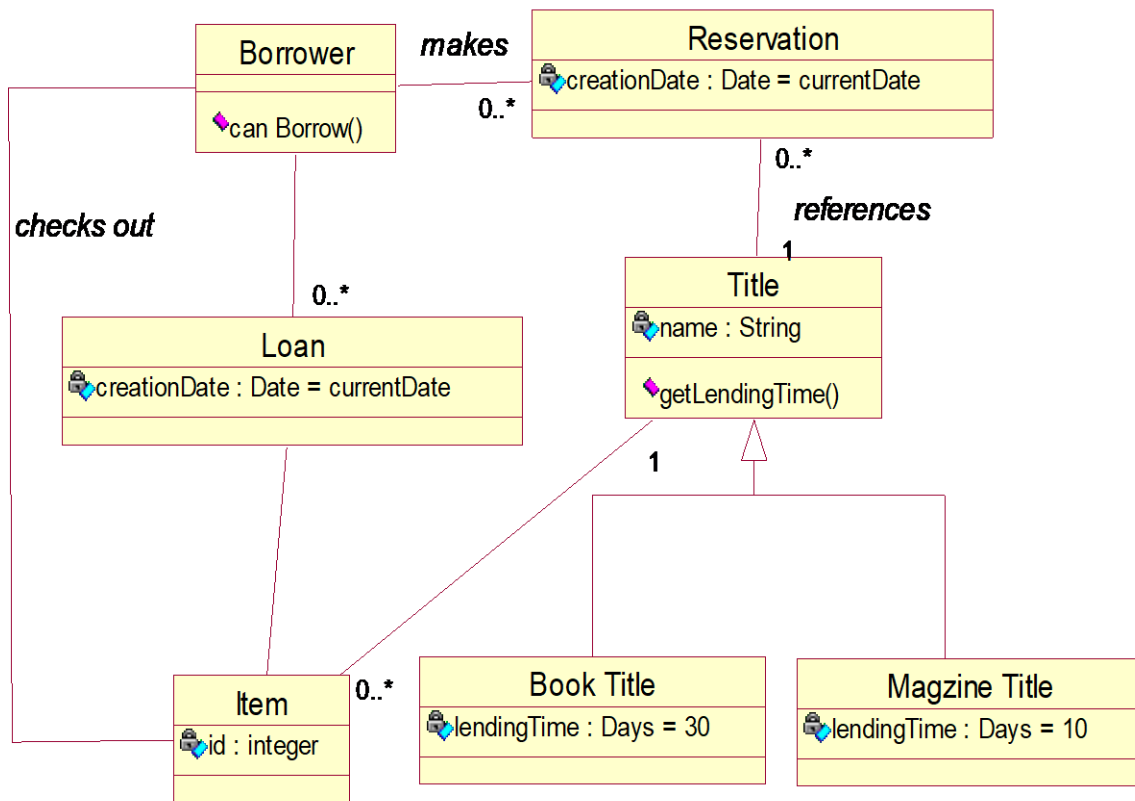 Borrower
can Borrow()
makes
0..*
Reservation
creationDate : Date = currentDate
0..*
references
1
checks out
0..*
Loan
creationDate : Date = currentDate
Title
name : String
getLendingTime()
1
0..*
Item
id : integer
Book Title
lendingTime : Days = 30
Magzine Title
lendingTime : Days = 10